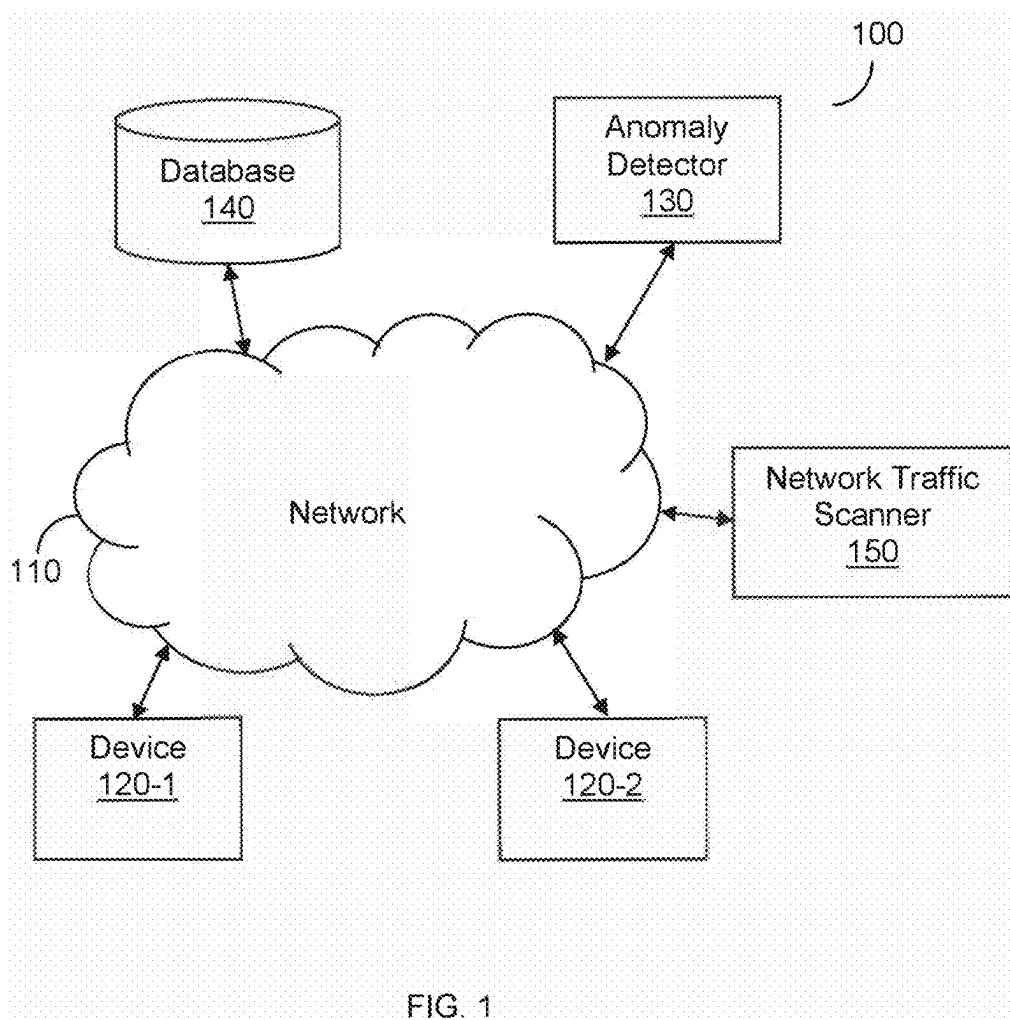 100
Database
140
Anomaly
Detector
130
Network
Network Traffic
Scanner
150
110
Device
120-1
Device
120-2
FIG. 1